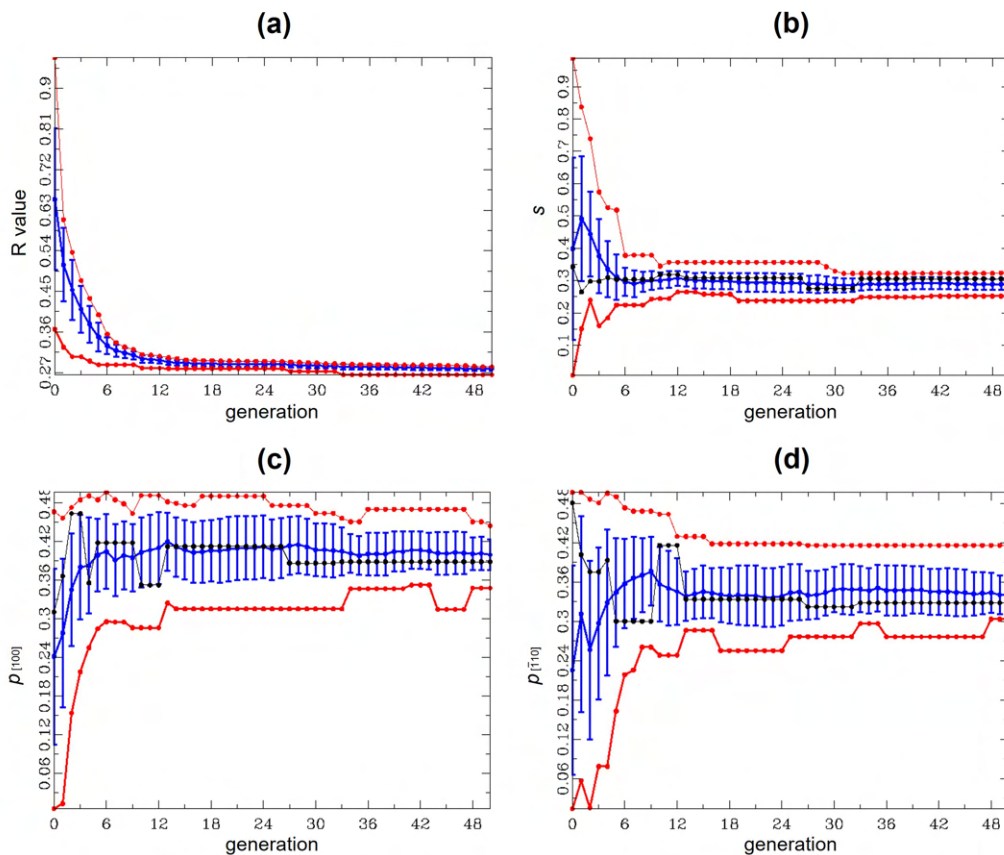 (a)
(b)
0.9
0.81
0.72
0.63
0.54
0.45
0.36
0.27
R value
0 6 12 18 24 30 36 42 48
generation
0.9
0.8
0.7
0.6
0.5
0.4
0.3
0.2
0.1
s
0 6 12 18 24 30 36 42 48
generation
(c)
(d)
0.48
0.42
0.36
0.3
0.24
0.18
0.12
0.06
p [100]
0 6 12 18 24 30 36 42 48
generation
0.48
0.42
0.36
0.3
0.24
0.18
0.12
0.06
p [1̅10]
0 6 12 18 24 30 36 42 48
generation